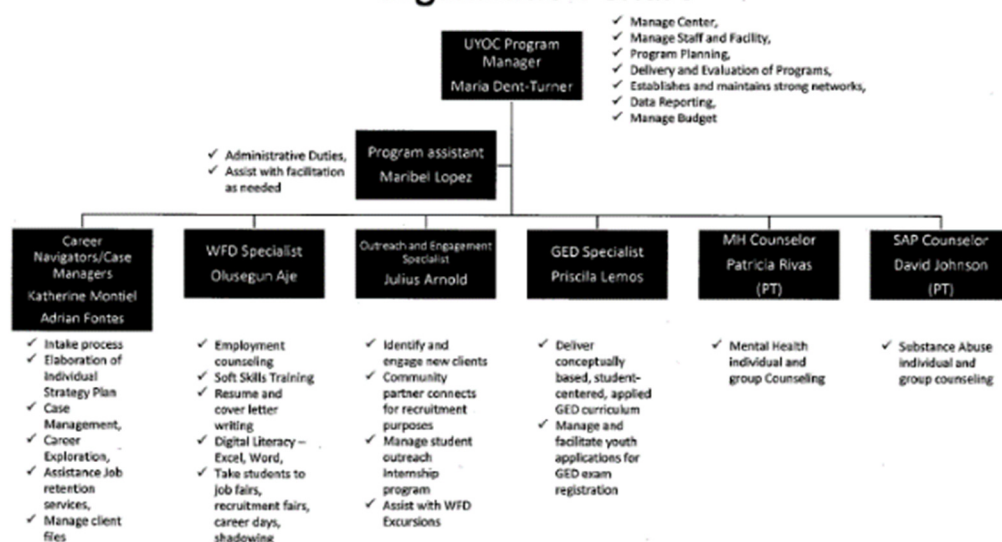 Manage Center,
Manage Staff and Facility,
Program Planning,
Delivery and Evaluation of Programs,
Establishes and maintains strong networks,
Data Reporting,
Manage Budget
UYOC Program
Manager
Maria Dent-Turner
Administrative Duties,
Assist with facilitation
as needed
Program assistant
Maribel Lopez
Career
Navigators/Case
Managers
Katherine Montiel
Adrian Fontes
Intake process
Elaboration of
Individual
Strategy Plan
Case
Management,
Career
Exploration,
Assistance Job
retention
services,
Manage client
files
WFD Specialist
Olusegun Aje
Employment
counseling
Soft Skills Training
Resume and
cover letter
writing
Digital Literacy –
Excel, Word,
Take students to
job fairs,
recruitment fairs,
career days,
shadowing
Outreach and Engagement
Specialist
Julius Arnold
Identify and
engage new clients
Community
partner connects
for recruitment
purposes
Manage student
outreach
Internship
program
Assist with WFD
Excursions
GED Specialist
Priscila Lemos
Deliver
conceptually
based, student-
centered, applied
GED curriculum
Manage and
facilitate youth
applications for
GED exam
registration
MH Counselor
Patricia Rivas
(PT)
Mental Health
individual and
group Counseling
SAP Counselor
David Johnson
(PT)
Substance Abuse
individual and
group counseling